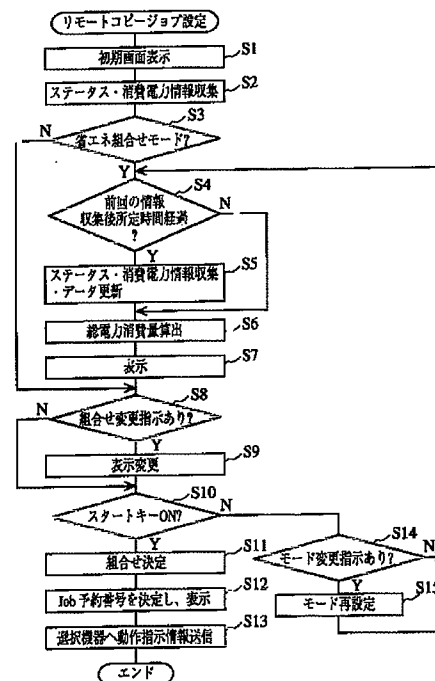 リモートコピージョブ設定
S1
初期画面表示
S2
ステータス・消費電力情報収集
S3
省エネ組合せモード?
N
Y
S4
前回の情報
収集後所定時間経過
?
N
Y
S5
ステータス・消費電力情報収集
・データ更新
S6
総電力消費量算出
S7
表示
S8
N
組合せ変更指示あり?
Y
S9
表示変更
S10
スタートキーON?
N
Y
S14
モード変更指示あり?
N
Y
S11
組合せ決定
S15
モード再設定
S12
Job予約番号を決定し、表示
S13
選択機器へ動作指示情報送信
エンド